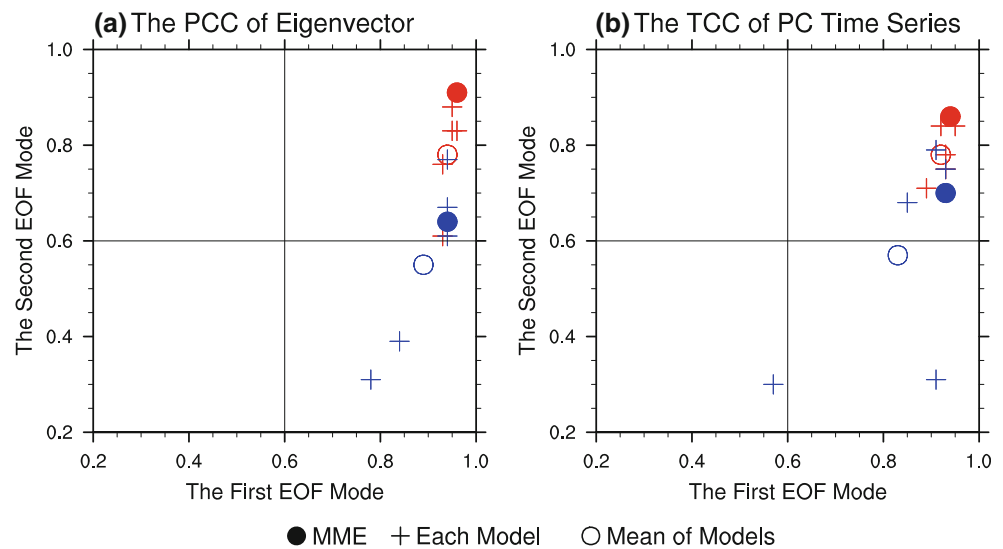 (a) The PCC of Eigenvector
(b) The TCC of PC Time Series
The Second EOF Mode
1.0
0.8
0.6
0.4
0.2
0.2 0.4 0.6 0.8 1.0
The First EOF Mode
The Second EOF Mode
1.0
0.8
0.6
0.4
0.2
0.2 0.4 0.6 0.8 1.0
The First EOF Mode
MME Each Model Mean of Models